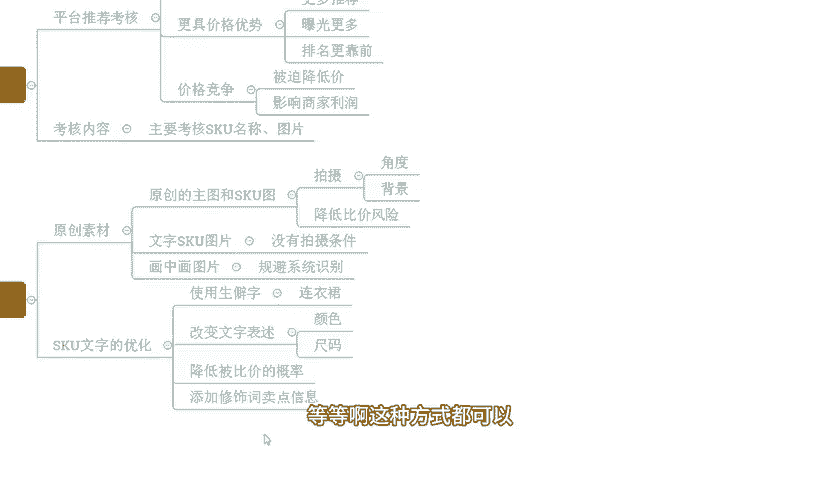 平台推荐考核
更具价格优势
曝光更多
排名更靠前
价格竞争
被迫降低价
影响商家利润
考核内容
主要考核SKU名称、图片
原创素材
原创的主图和SKU图
拍摄
角度
背景
降低比价风险
文字SKU图片
没有拍摄条件
画中画图片
规避系统识别
SKU文字的优化
使用生僻字
连衣裙
改变文字表述
颜色
尺码
降低被比价的概率
添加修饰词卖点信息
等等啊这种方式都可以